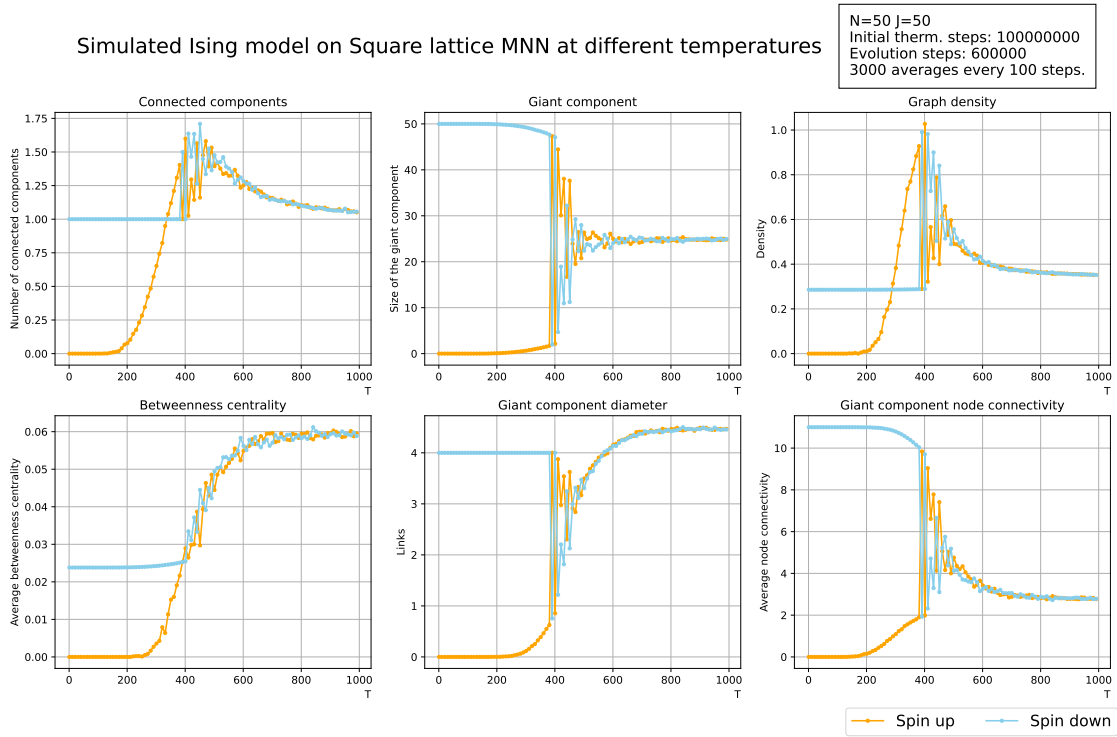 Simulated Ising model on Square lattice MNN at different temperatures
N=50 J=50
Initial therm. steps: 100000000
Evolution steps: 600000
3000 averages every 100 steps.
Connected components
Number of connected components
1.75
1.50
1.25
1.00
0.75
0.50
0.25
0.00
0 200 400 600 800 1000
T
Giant component
Size of the giant component
50
40
30
20
10
0
0 200 400 600 800 1000
T
Graph density
Density
1.0
0.8
0.6
0.4
0.2
0.0
0 200 400 600 800 1000
T
Betweenness centrality
Average betweenness centrality
0.06
0.05
0.04
0.03
0.02
0.01
0.00
0 200 400 600 800 1000
T
Giant component diameter
Links
4
3
2
1
0
0 200 400 600 800 1000
T
Giant component node connectivity
Average node connectivity
10
8
6
4
2
0
0 200 400 600 800 1000
T
Spin up Spin down